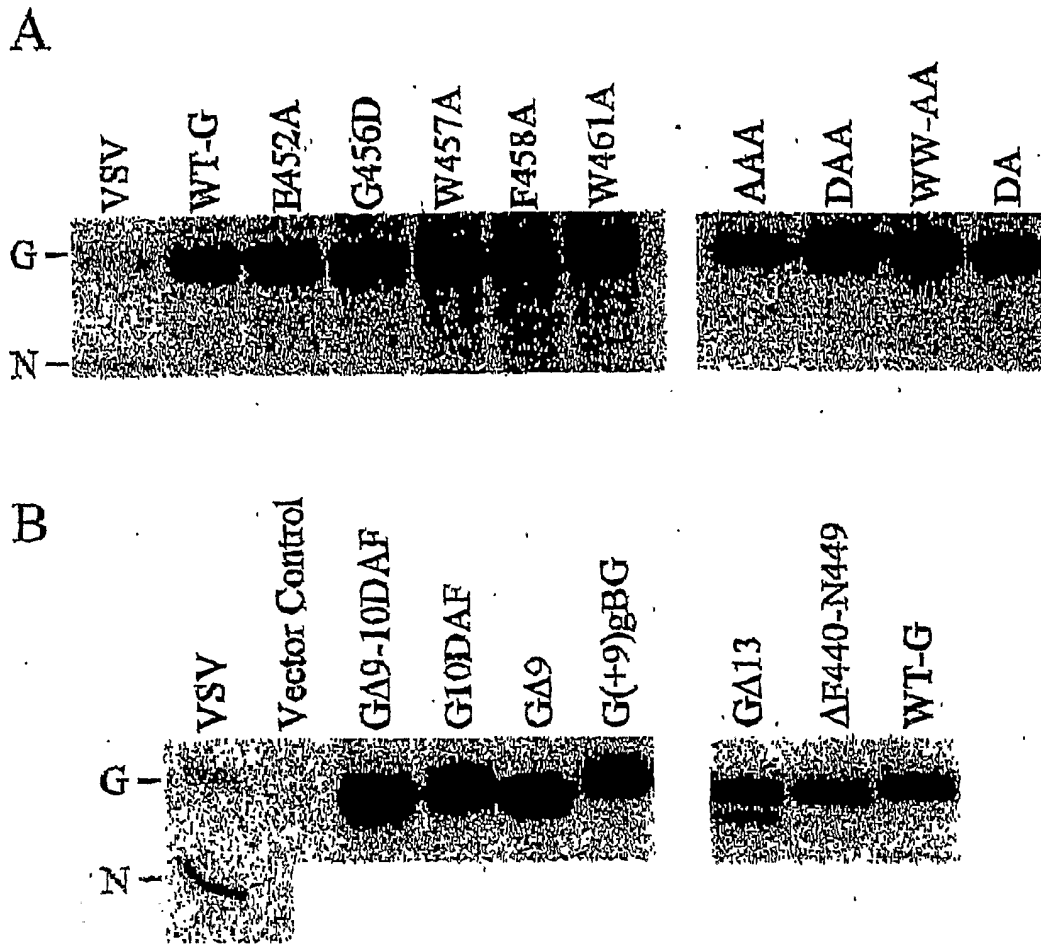 A
VSV
WT-G
E452A
G456D
W457A
F458A
W461A
AAA
DAA
WW-AA
DA
G
N
B
VSV
Vector Control
GΔ9-10DAF
G10DAF
GΔ9
G(+9)gBG
GΔ13
ΔF440-N449
WT-G
G
N